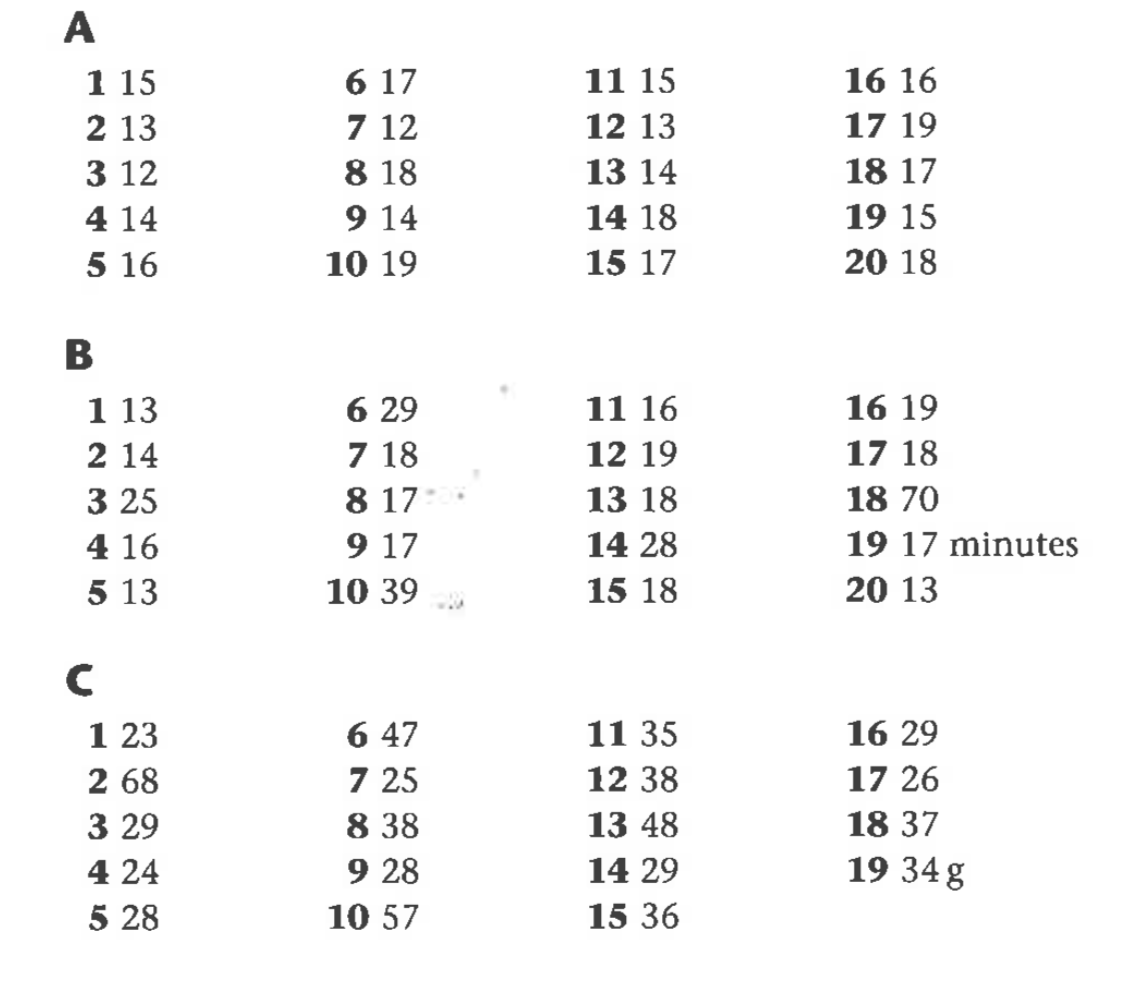 A
1 15 6 17 11 15 16 16
2 13 7 12 12 13 17 19
3 12 8 18 13 14 18 17
4 14 9 14 14 18 19 15
5 16 10 19 15 17 20 18
B
1 13 6 29 11 16 16 19
2 14 7 18 12 19 17 18
3 25 8 17 13 18 18 70
4 16 9 17 14 28 19 17 minutes
5 13 10 39 15 18 20 13
C
1 23 6 47 11 35 16 29
2 68 7 25 12 38 17 26
3 29 8 38 13 48 18 37
4 24 9 28 14 29 19 34 g
5 28 10 57 15 36